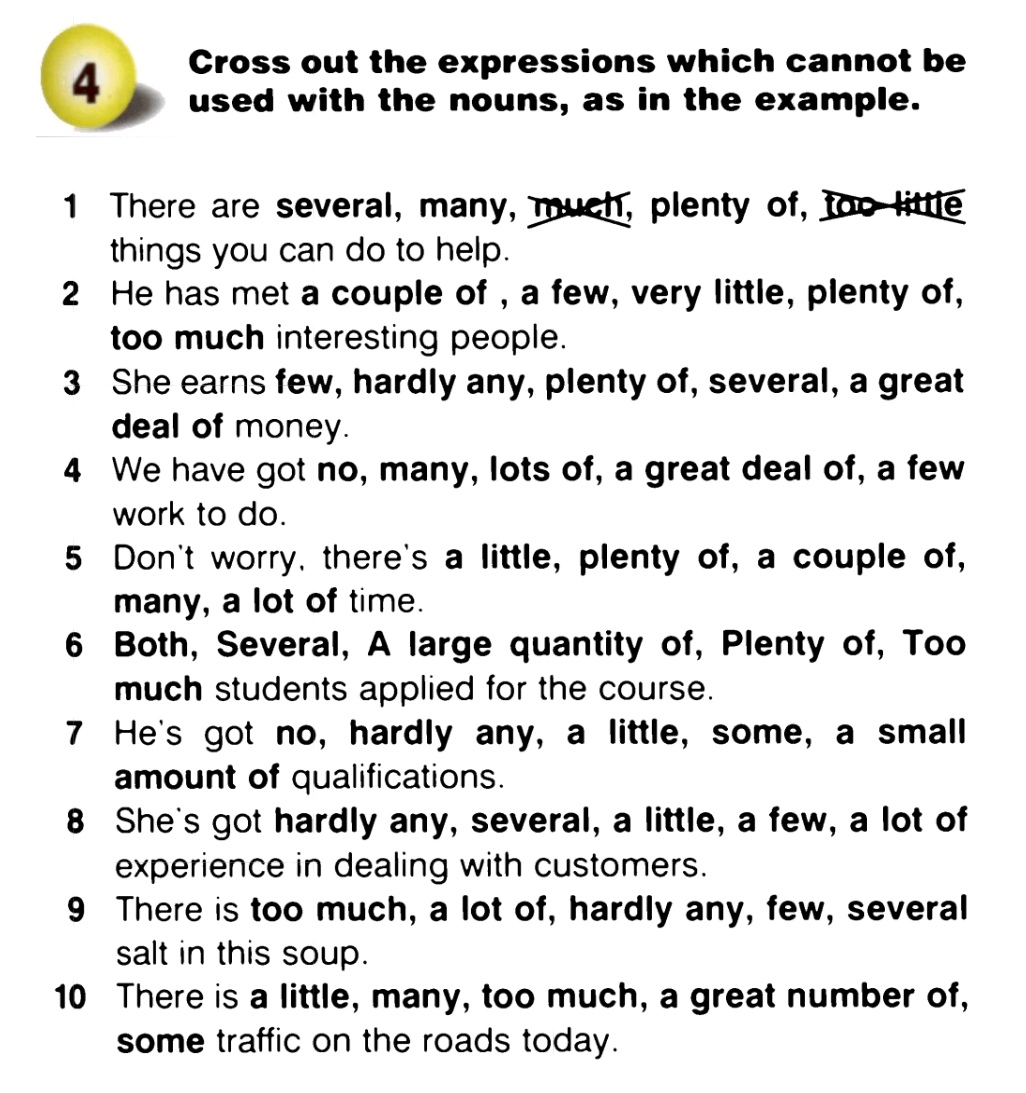 4
Cross out the expressions which cannot be
used with the nouns, as in the example.
1 There are several, many, much, plenty of, too little
things you can do to help.
2 He has met a couple of , a few, very little, plenty of,
too much interesting people.
3 She earns few, hardly any, plenty of, several, a great
deal of money.
4 We have got no, many, lots of, a great deal of, a few
work to do.
5 Don't worry, there's a little, plenty of, a couple of,
many, a lot of time.
6 Both, Several, A large quantity of, Plenty of, Too
much students applied for the course.
7 He's got no, hardly any, a little, some, a small
amount of qualifications.
8 She's got hardly any, several, a little, a few, a lot of
experience in dealing with customers.
9 There is too much, a lot of, hardly any, few, several
salt in this soup.
10 There is a little, many, too much, a great number of,
some traffic on the roads today.